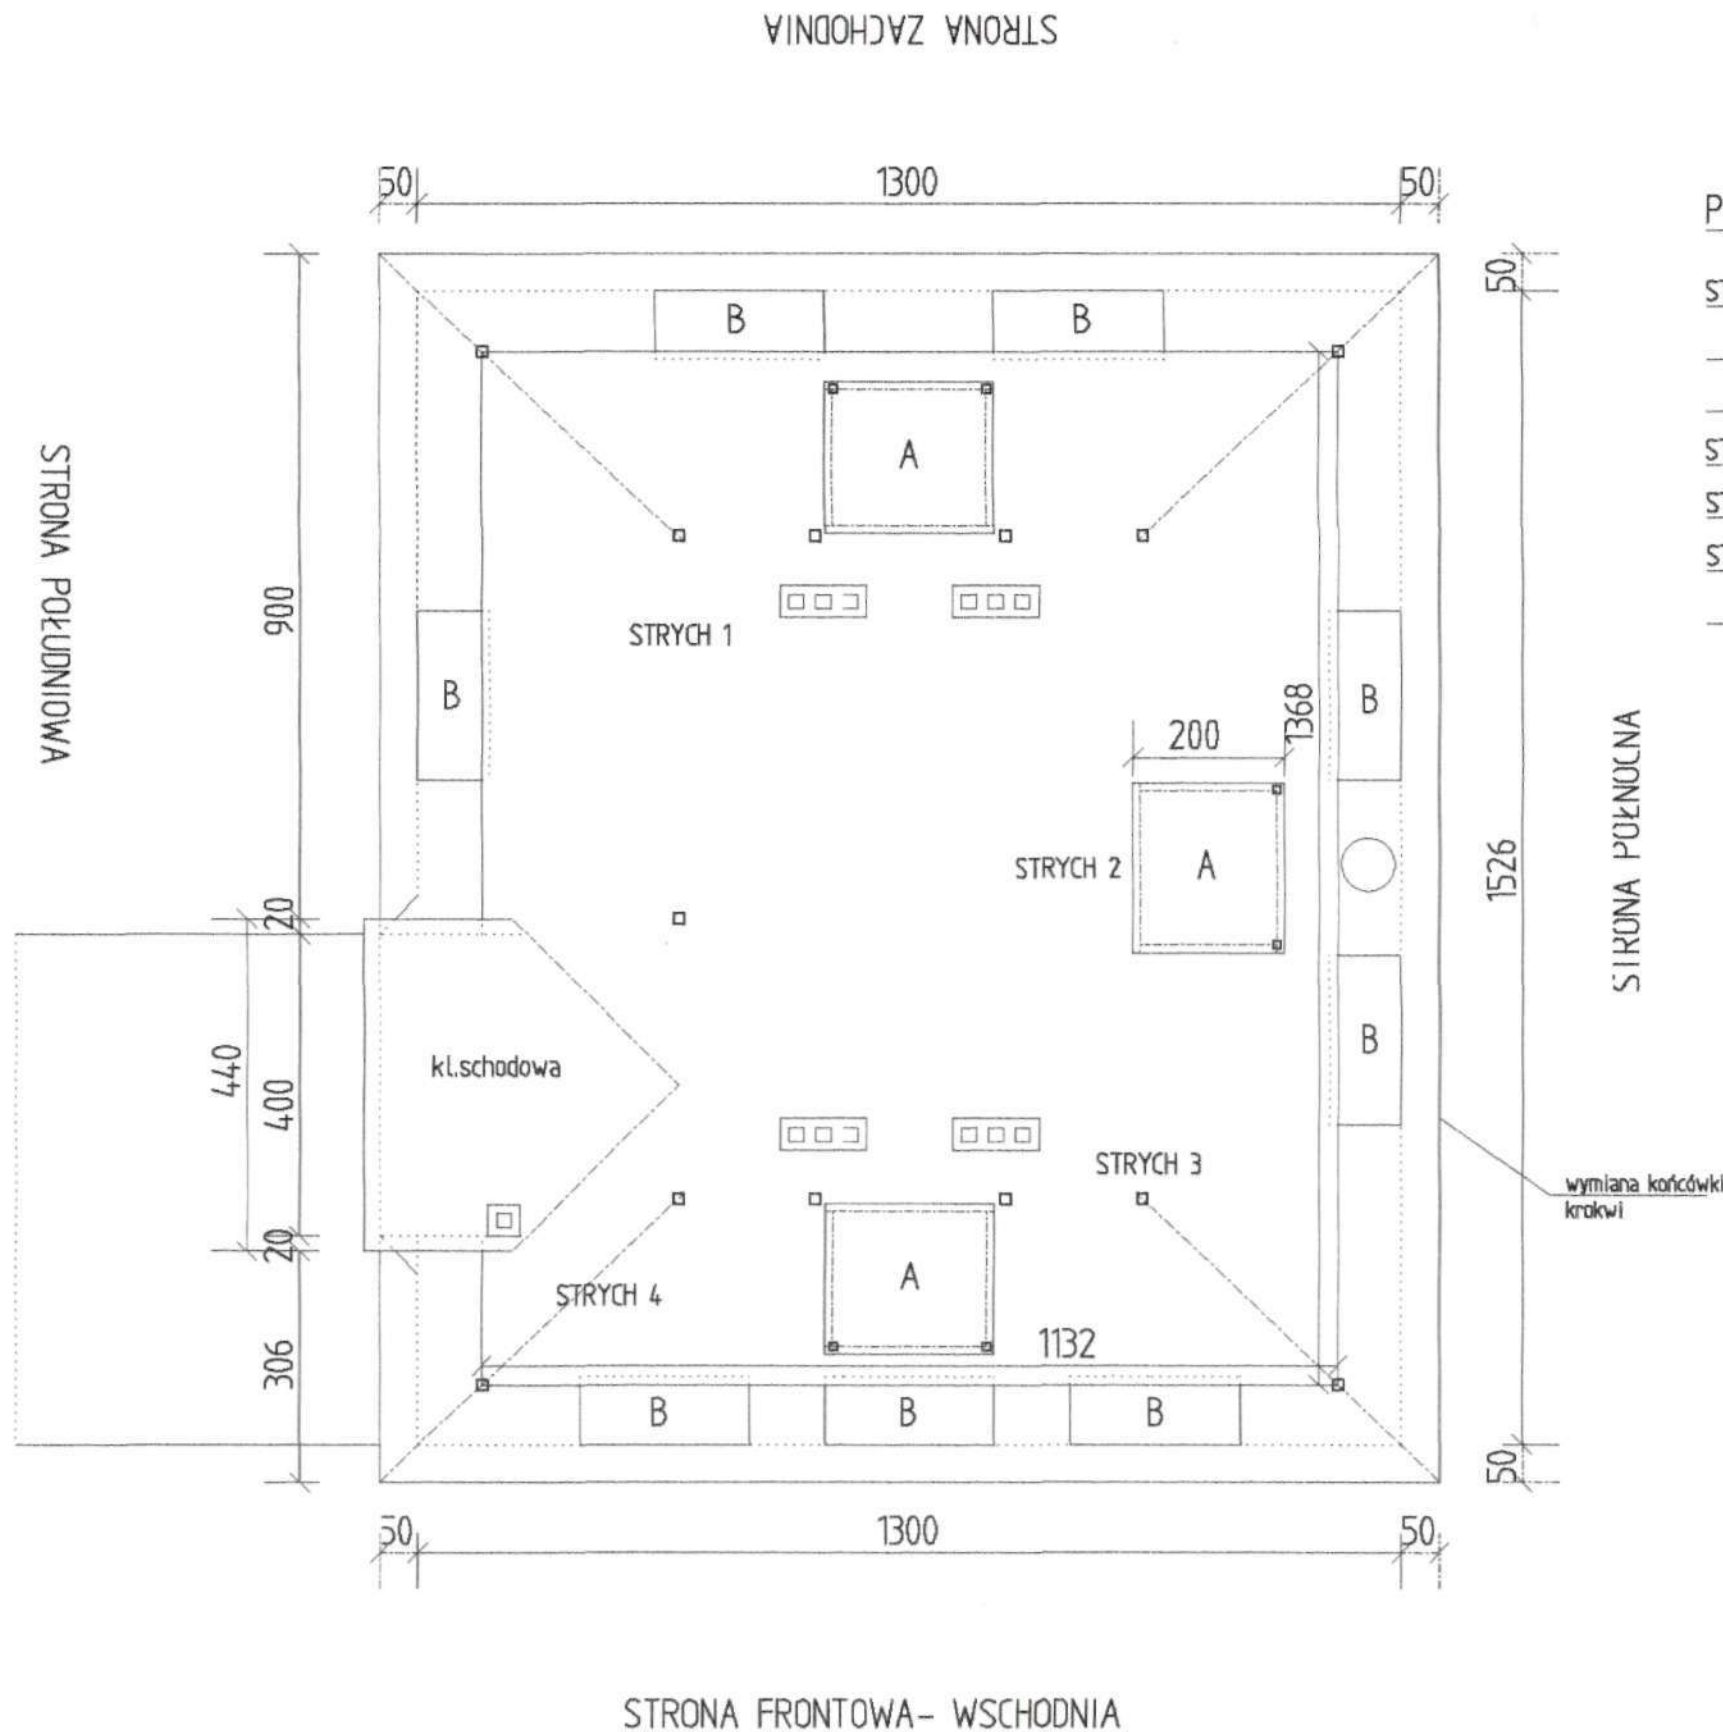 STRONA ZACHODNIA
50
1300
50
P
S
S
S
S
50
B
B
A
STRONA POŁUDNIOWA
900
STRYCH 1
B
B
200
1368
STRONA PÓŁNOCNA
20
STRYCH 2
A
1526
440
400
kl.schodowa
B
STRYCH 3
wymiana końcówki
krokwi
20
STRYCH 4
A
306
1132
B
B
B
50
50
1300
50
STRONA FRONTOWA- WSCHODNIA